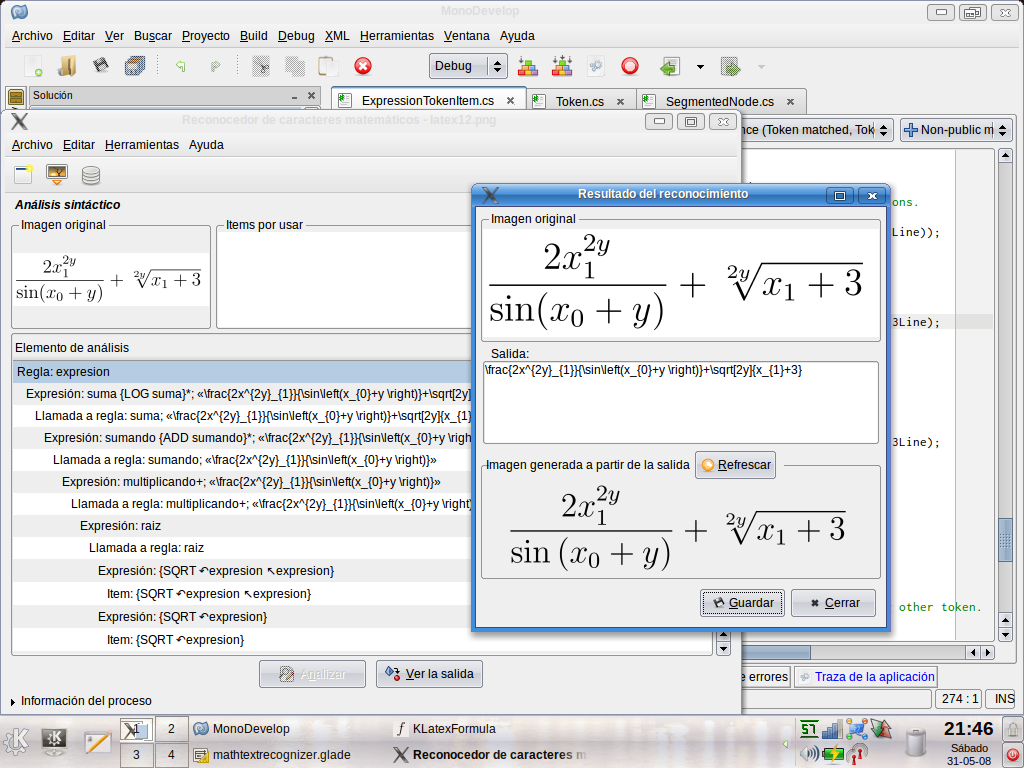 MonoDevelop
Archivo Editar Ver Buscar Proyecto Build Debug XML Herramientas Ventana Ayuda
Debug
Solución
ExpressionTokenItem.cs
Token.cs
SegmentedNode.cs
Reconocedor de caracteres matemáticos - latex12.png
nce (Token matched, Tok
Non-public m
Archivo Editar Herramientas Ayuda
Análisis sintáctico
Imagen original
Items por usar
2x_1^{2y}
sin(x_0 + y)
+ \sqrt[2y]{x_1 + 3}
Elemento de análisis
Regla: expresion
Expresión: suma {LOG suma}*; «\frac{2x^{2y}_{1}}{\sin\left(x_{0}+y \right)}+\sqrt[2y]
Llamada a regla: suma; «\frac{2x^{2y}_{1}}{\sin\left(x_{0}+y \right)}+\sqrt[2y]{x_{1}
Expresión: sumando {ADD sumando}*; «\frac{2x^{2y}_{1}}{\sin\left(x_{0}+y \righ
Llamada a regla: sumando; «\frac{2x^{2y}_{1}}{\sin\left(x_{0}+y \right)}»
Expresión: multiplicando+; «\frac{2x^{2y}_{1}}{\sin\left(x_{0}+y \right)}»
Llamada a regla: multiplicando+; «\frac{2x^{2y}_{1}}{\sin\left(x_{0}+y \right)
Expresión: raiz
Llamada a regla: raiz
Expresión: {SQRT ↶expresion ↖expresion}
Item: {SQRT ↶expresion ↖expresion}
Expresión: {SQRT ↶expresion}
Item: {SQRT ↶expresion}
Analizar
Ver la salida
Información del proceso
Resultado del reconocimiento
Imagen original
2x_1^{2y}
sin(x_0 + y)
+ \sqrt[2y]{x_1 + 3}
Salida:
\frac{2x^{2y}_{1}}{\sin\left(x_{0}+y \right)}+\sqrt[2y]{x_{1}+3}
Imagen generada a partir de la salida
Refrescar
2x_1^{2y}
sin (x_0 + y)
+ \sqrt[2y]{x_1 + 3}
Guardar
Cerrar
ons.
Line));
3Line);
3Line);
other token.
e errores
Traza de la aplicación
274 : 1
INS
1 2
MonoDevelop
KLatexFormula
3 4
mathtextrecognizer.glade
Reconocedor de caracteres m
57
21:46
Sábado
31-05-08